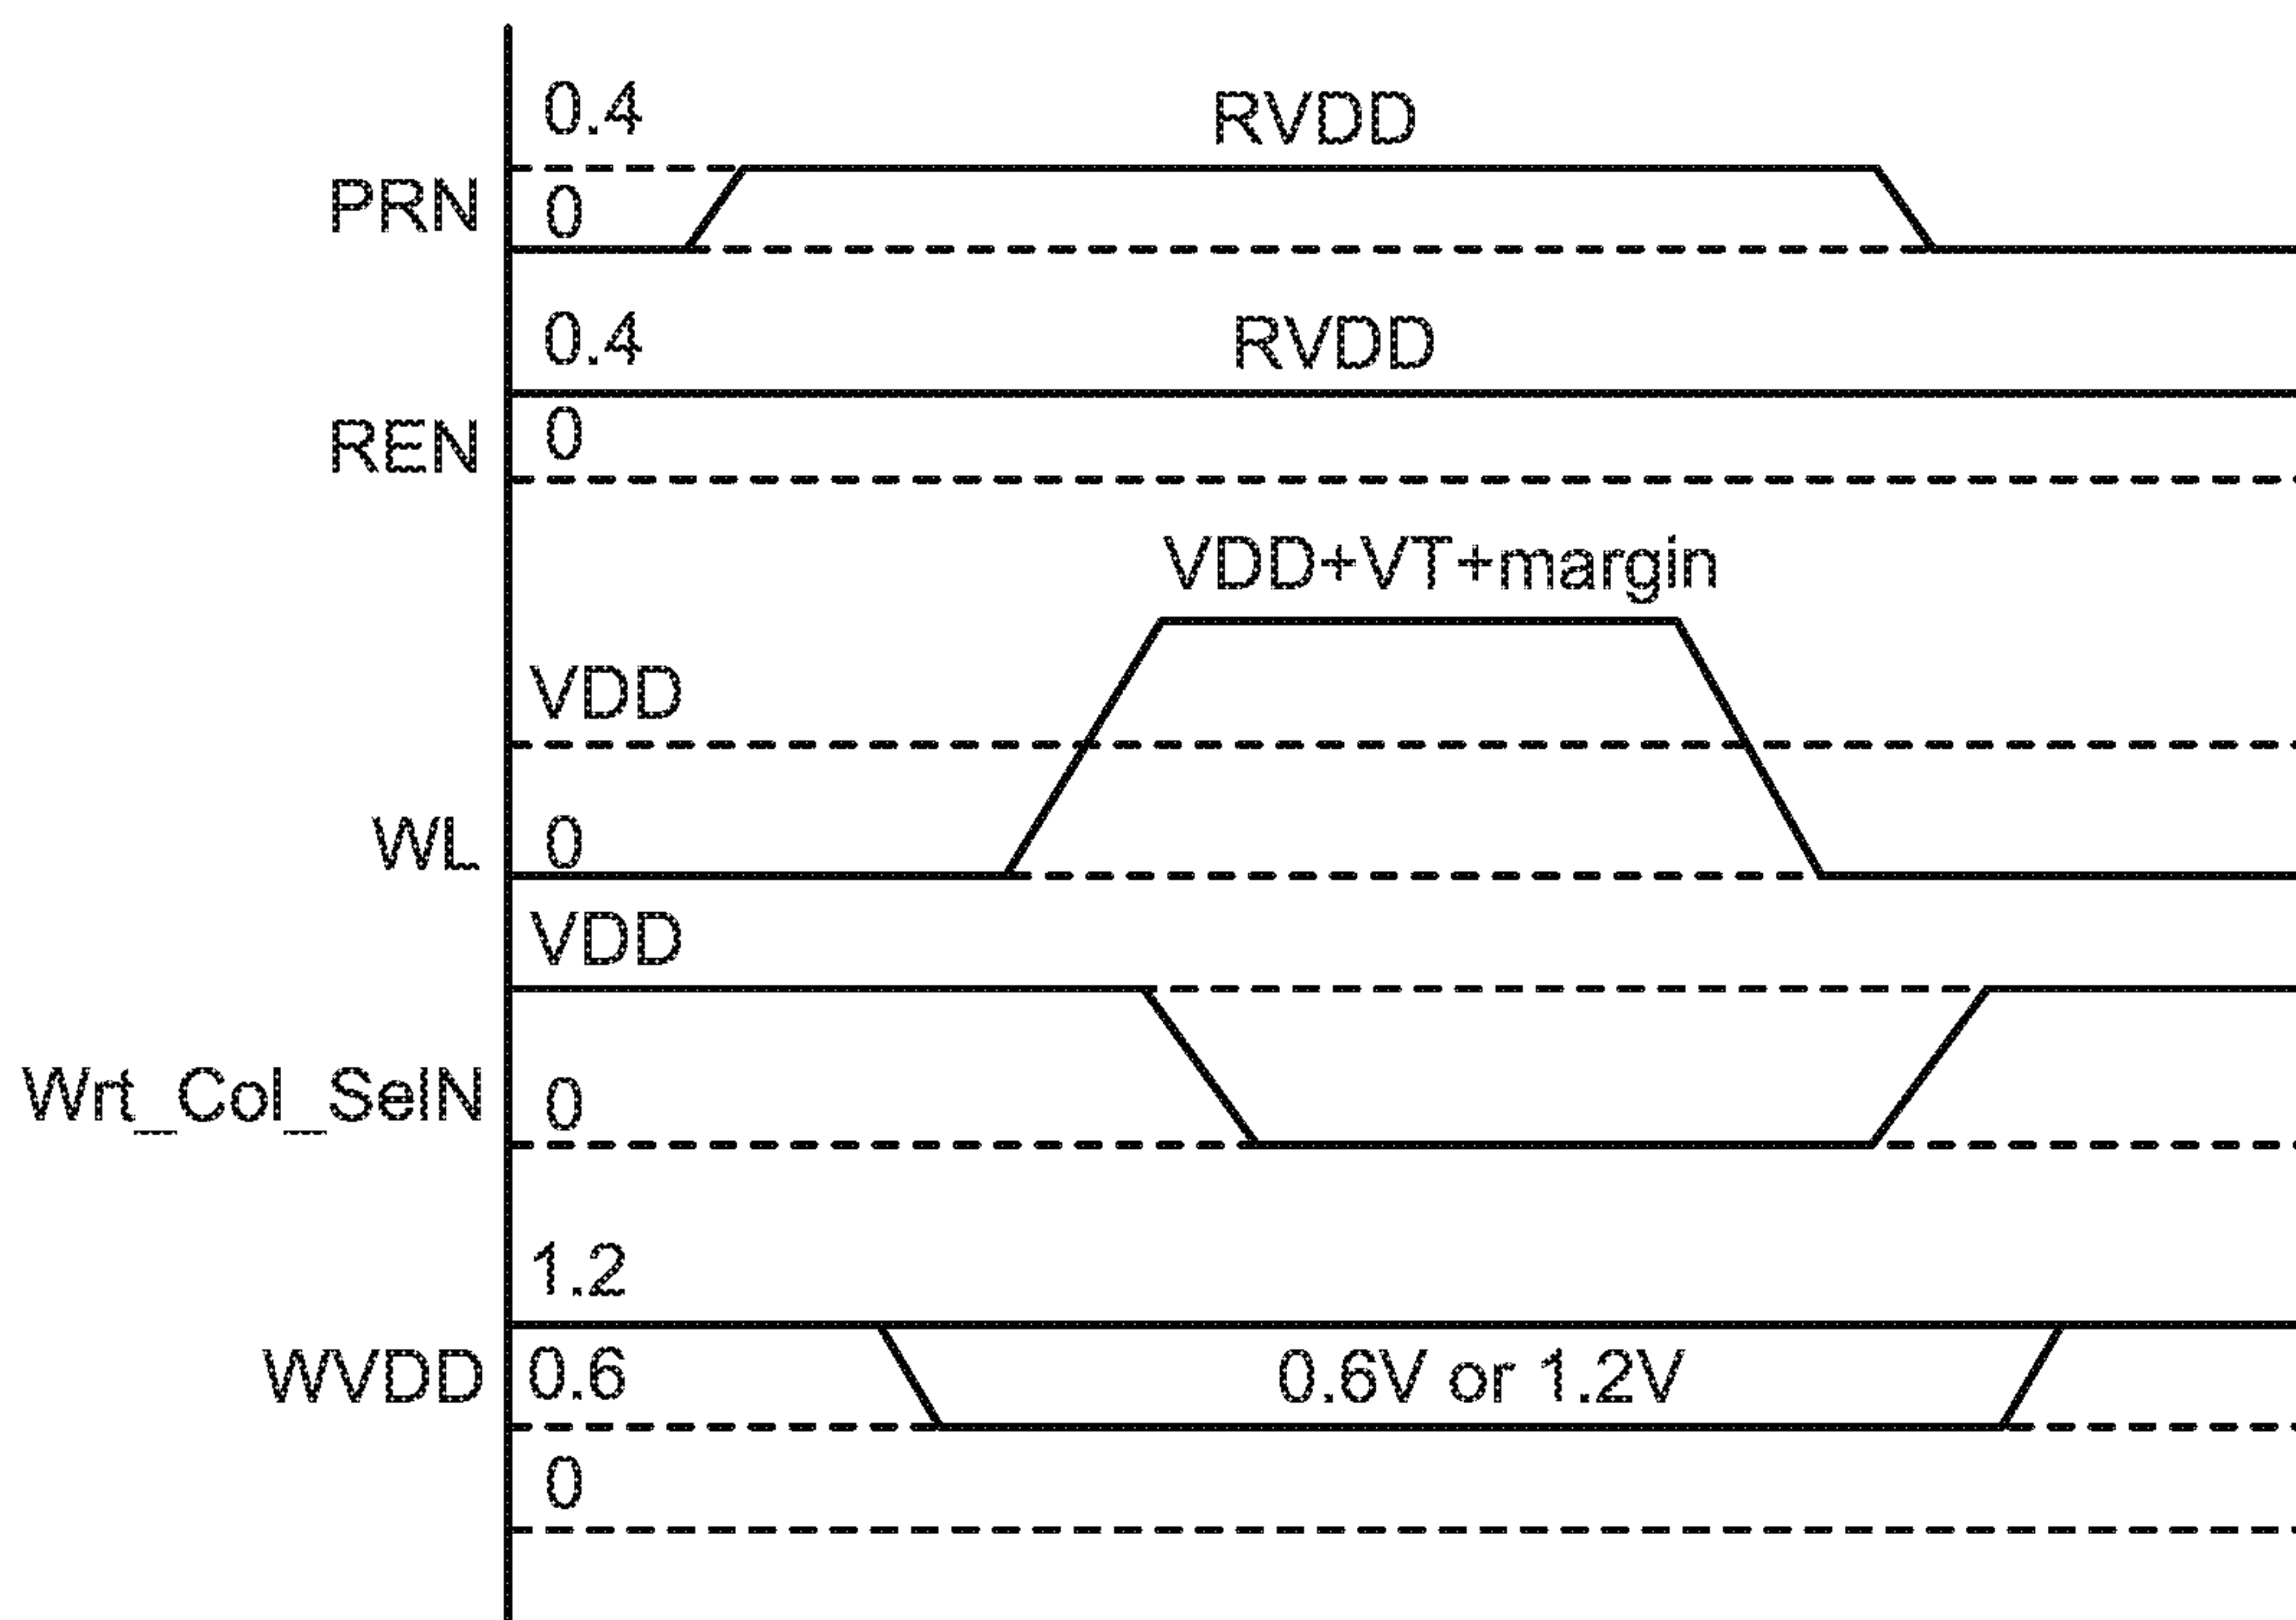 0.4
RVDD
PRN
0
0.4
RVDD
REN
0
VDD+VT+margin
VDD
WL
0
VDD
Wrt_Col_SelN
0
1.2
WVDD
0.6
0.6V or 1.2V
0